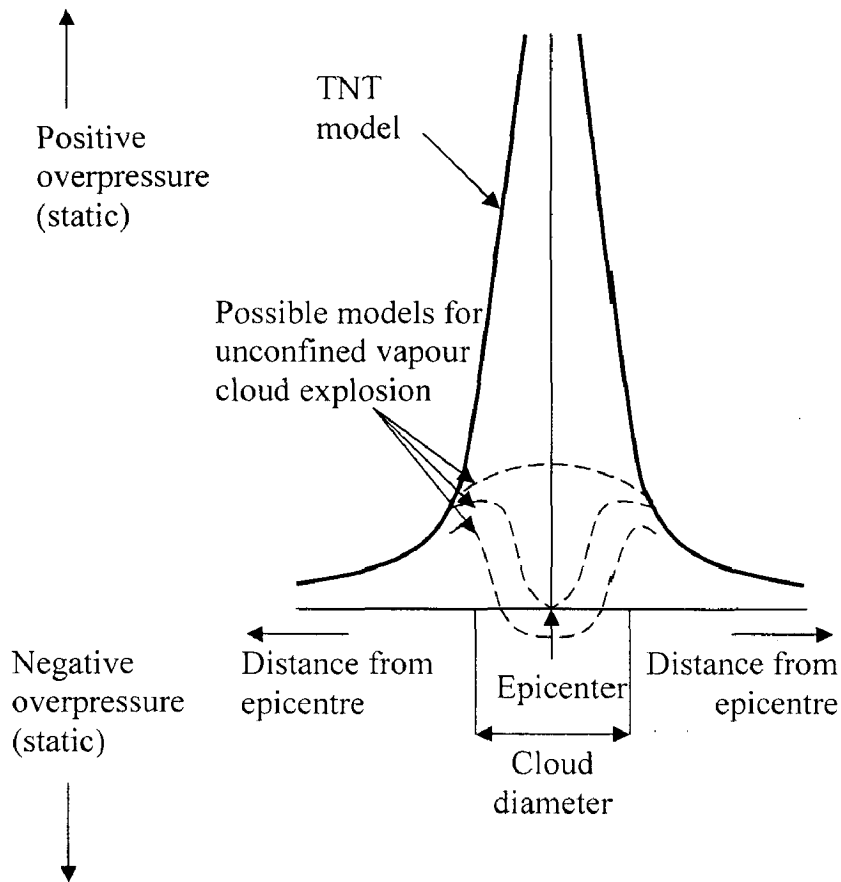 TNT
model
Positive
overpressure
(static)
Possible models for
unconfined vapour
cloud explosion
Negative
overpressure
(static)
Distance from
epicentre
Epicenter
Distance from
epicentre
Cloud
diameter